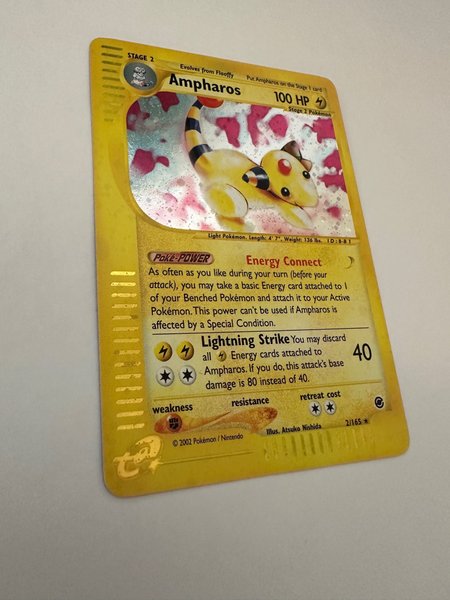 STAGE 2
Evolves from Flaaffy
Put Ampharos on the Stage 1 card
Ampharos
100 HP
Stage 2 Pokémon
Light Pokémon. Length: 4' 7", Weight: 136 lbs.
Poké-POWER
Energy Connect
As often as you like during your turn (before your
attack), you may take a basic Energy card attached to 1
of your Benched Pokémon and attach it to your Active
Pokémon. This power can't be used if Ampharos is
affected by a Special Condition.
Lightning Strike You may discard
all Energy cards attached to
Ampharos. If you do, this attack's base
damage is 80 instead of 40.
40
weakness
resistance
retreat cost
Illus. Atsuko Nishida
© 2002 Pokémon / Nintendo
2/165